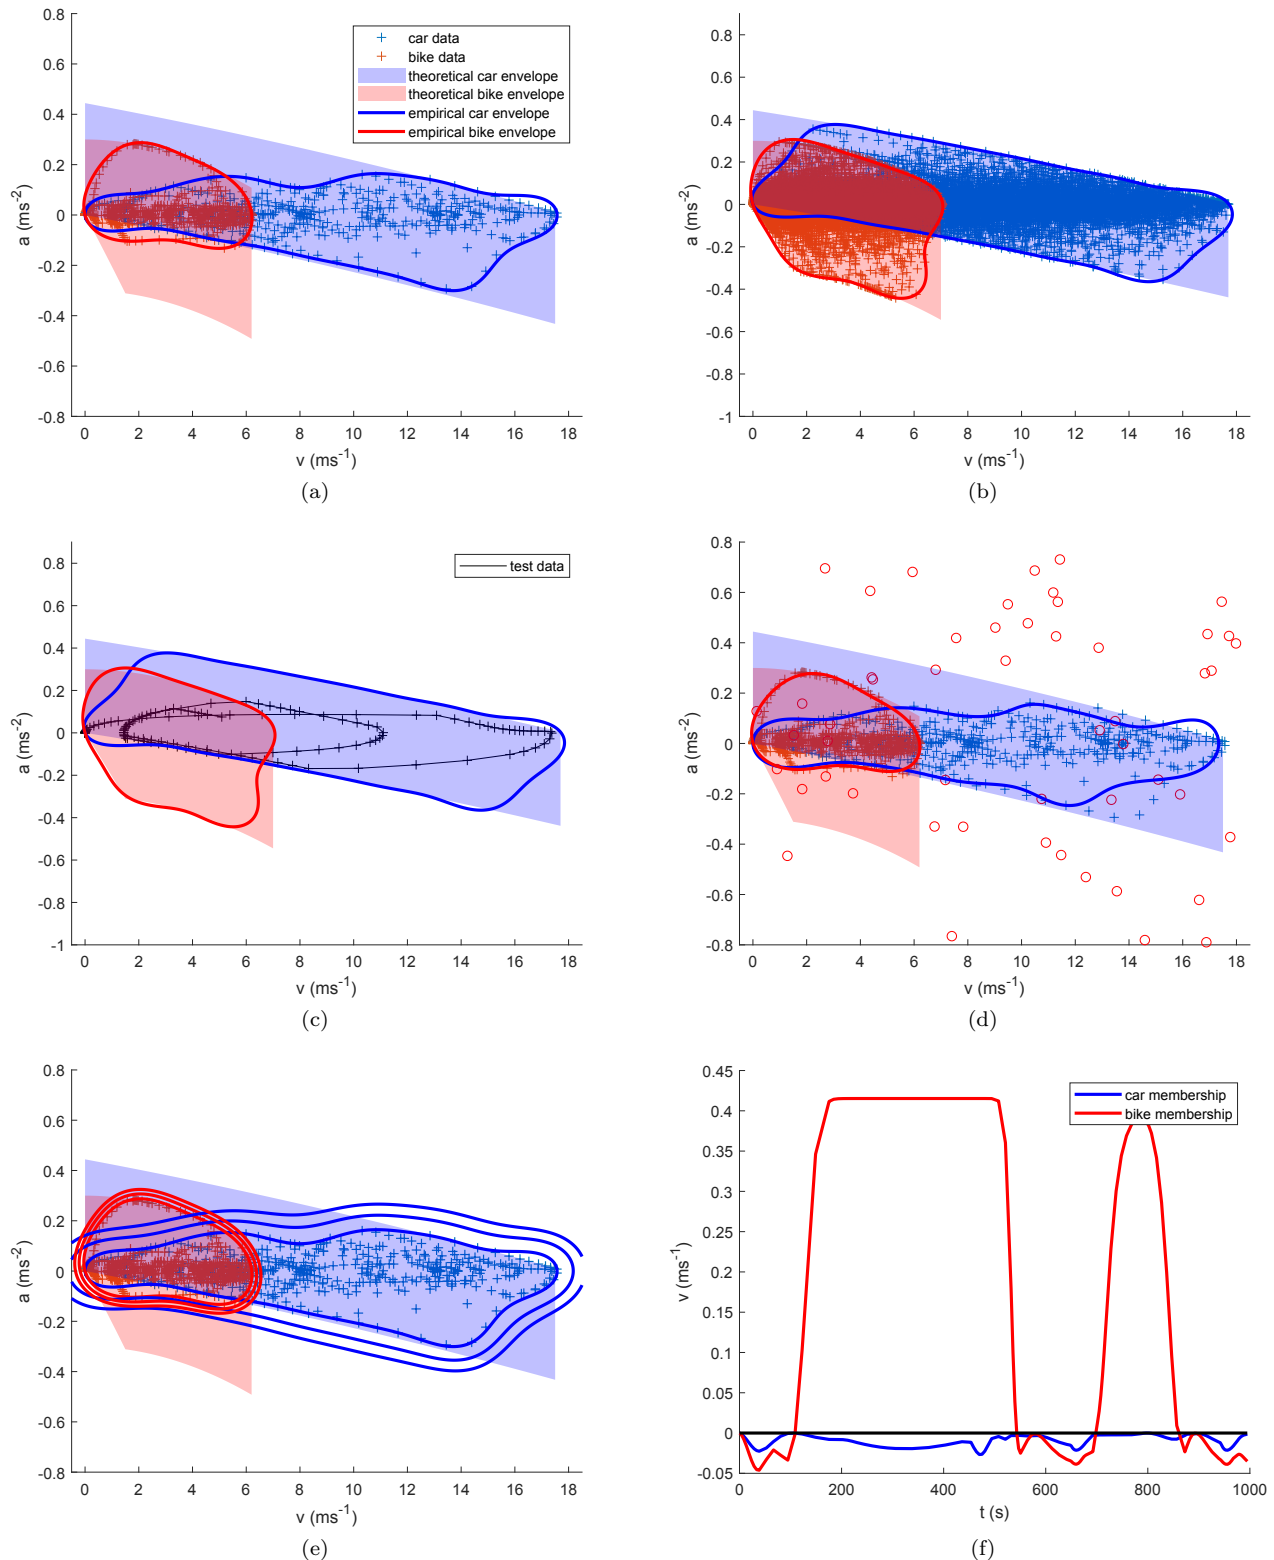 0.8
0.6
0.4
0.2
0
-0.2
-0.4
-0.6
-0.8
a (ms-2)
0 2 4 6 8 10 12 14 16 18
v (ms-1)
car data
bike data
theoretical car envelope
theoretical bike envelope
empirical car envelope
empirical bike envelope
(a)
0.8
0.6
0.4
0.2
0
-0.2
-0.4
-0.6
-0.8
-1
a (ms-2)
0 2 4 6 8 10 12 14 16 18
v (ms-1)
(b)
0.8
0.6
0.4
0.2
0
-0.2
-0.4
-0.6
-0.8
-1
a (ms-2)
0 2 4 6 8 10 12 14 16 18
v (ms-1)
test data
(c)
0.8
0.6
0.4
0.2
0
-0.2
-0.4
-0.6
-0.8
a (ms-2)
0 2 4 6 8 10 12 14 16 18
v (ms-1)
(d)
0.8
0.6
0.4
0.2
0
-0.2
-0.4
-0.6
-0.8
a (ms-2)
0 2 4 6 8 10 12 14 16 18
v (ms-1)
(e)
0.45
0.4
0.35
0.3
0.25
0.2
0.15
0.1
0.05
0
-0.05
v (ms-1)
0 200 400 600 800 1000
t (s)
car membership
bike membership
(f)